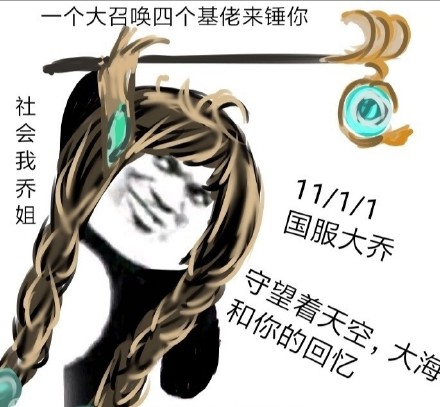 一个大召唤四个基佬来锤你
社会我乔姐
11/1/1
国服大乔
守望着天空，大海
和你的回忆